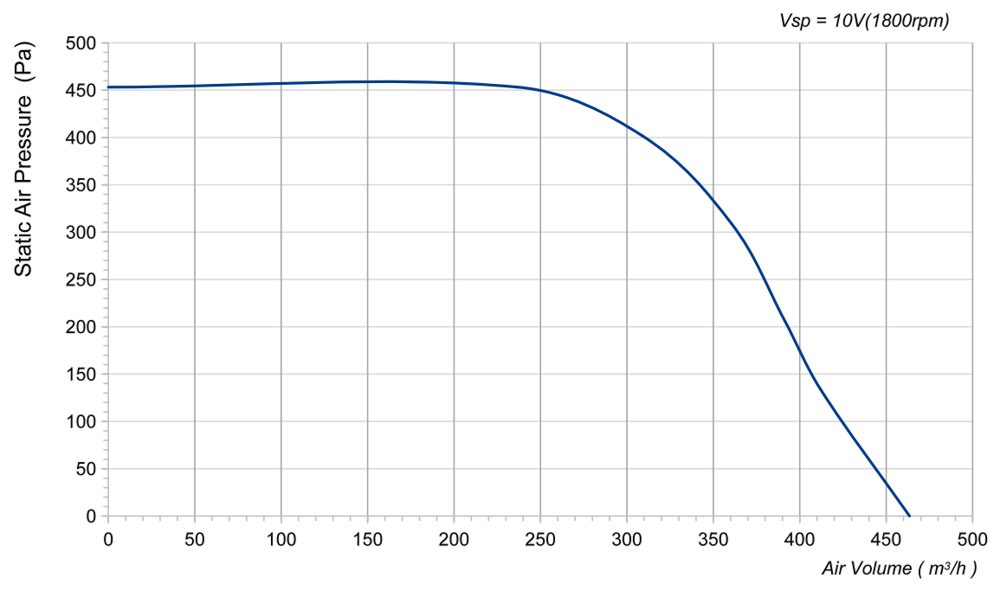 Vsp = 10V(1800rpm)
Static Air Pressure (Pa)
500
450
400
350
300
250
200
150
100
50
0
0 50 100 150 200 250 300 350 400 450 500
Air Volume ( m³/h )